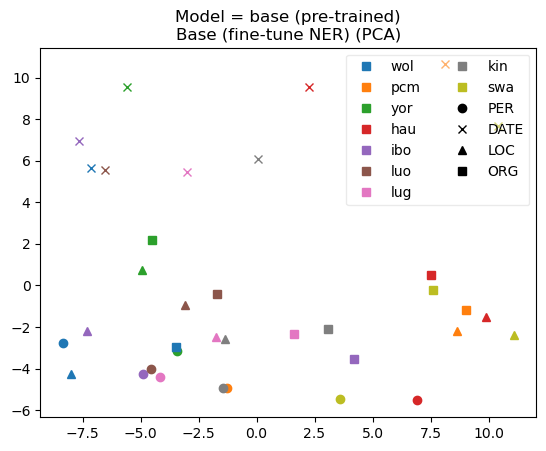 Model = base (pre-trained)
Base (fine-tune NER) (PCA)
wol
pcm
yor
hau
ibo
luo
lug
kin
swa
PER
DATE
LOC
ORG
10
8
6
4
2
0
−2
−4
−6
−7.5
−5.0
−2.5
0.0
2.5
5.0
7.5
10.0